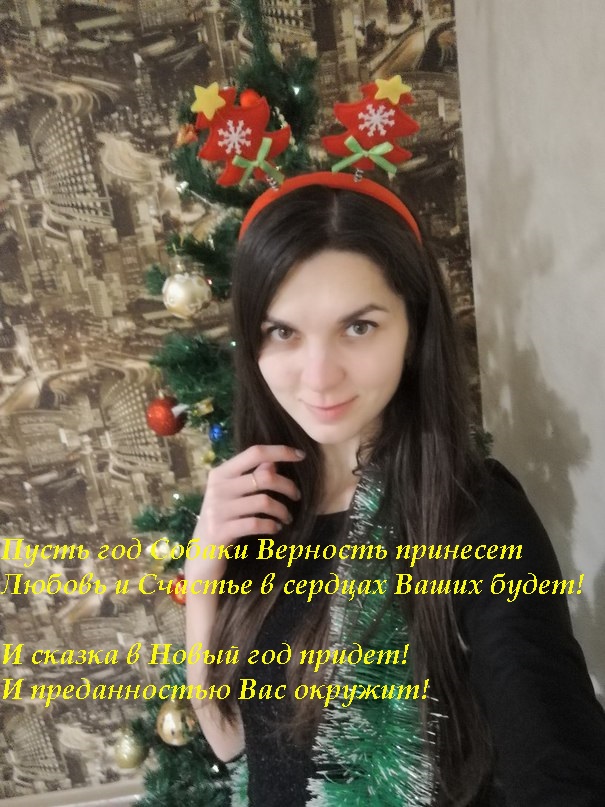 Пусть год Собаки Верность принесет
Любовь и Счастье в сердцах Ваших будет!
И сказка в Новый год придет!
И преданностью Вас окружит!